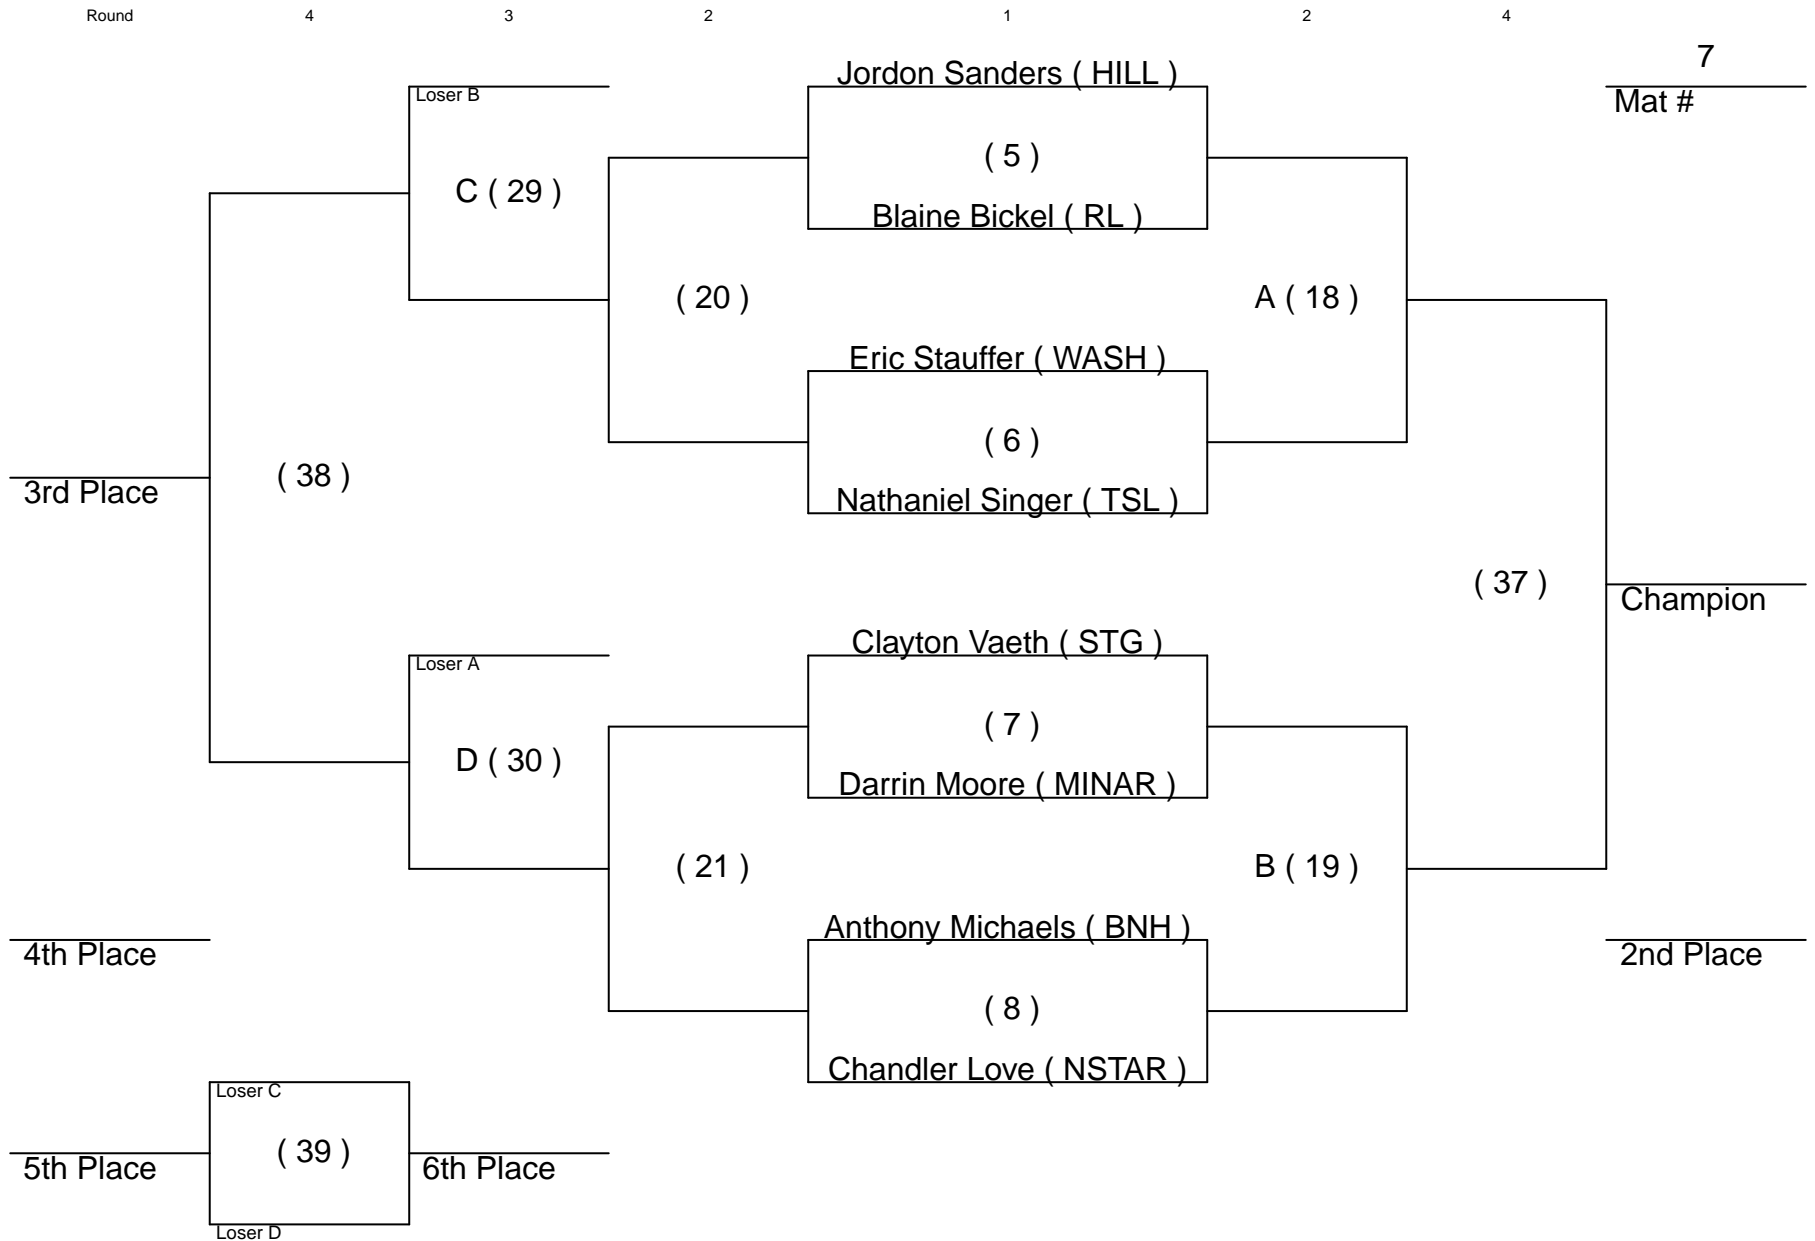 Round 4 3 2 1 2 4
7
Mat #
Jordon Sanders ( HILL )
Loser B
( 5 )
C ( 29 )
Blaine Bickel ( RL )
( 20 )
A ( 18 )
Eric Stauffer ( WASH )
( 6 )
( 38 )
3rd Place
Nathaniel Singer ( TSL )
( 37 )
Champion
Clayton Vaeth ( STG )
Loser A
( 7 )
D ( 30 )
Darrin Moore ( MINAR )
( 21 )
B ( 19 )
Anthony Michaels ( BNH )
4th Place
2nd Place
( 8 )
Chandler Love ( NSTAR )
Loser C
( 39 )
5th Place
6th Place
Loser D